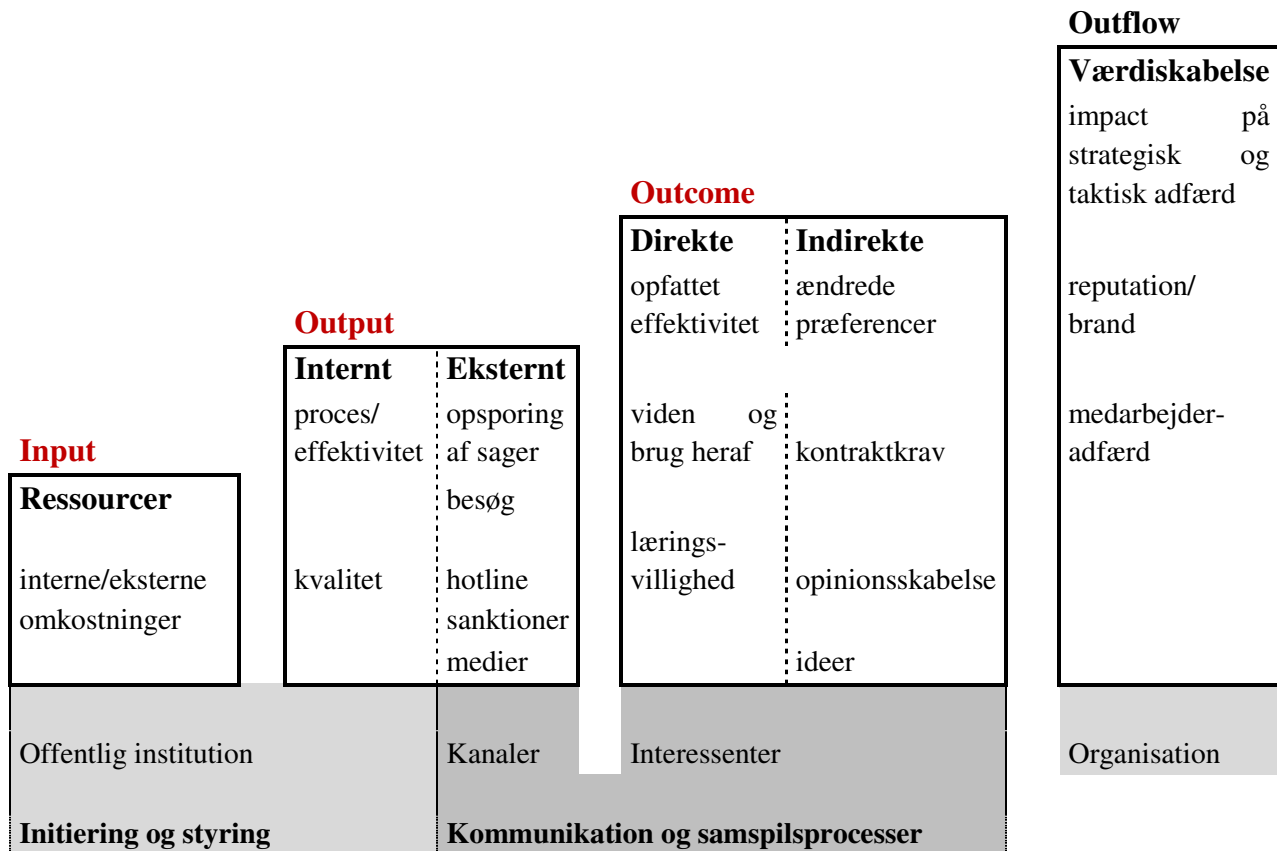 Input
Ressourcer
interne/eksterne
omkostninger
Output
Internt
proces/
effektivitet
kvalitet
Eksternt
opsporing
af sager
besøg
hotline
sanktioner
medier
Outcome
Direkte
opfattet
effektivitet
viden og
brug heraf
lærings-
villighed
Indirekte
ændrede
præferencer
kontraktkrav
opinionsskabelse
ideer
Outflow
Værdiskabelse
impact på
strategisk og
taktisk adfærd
reputation/
brand
medarbejder-
adfærd
Offentlig institution
Kanaler
Interessenter
Organisation
Initiering og styring
Kommunikation og samspilsprocesser